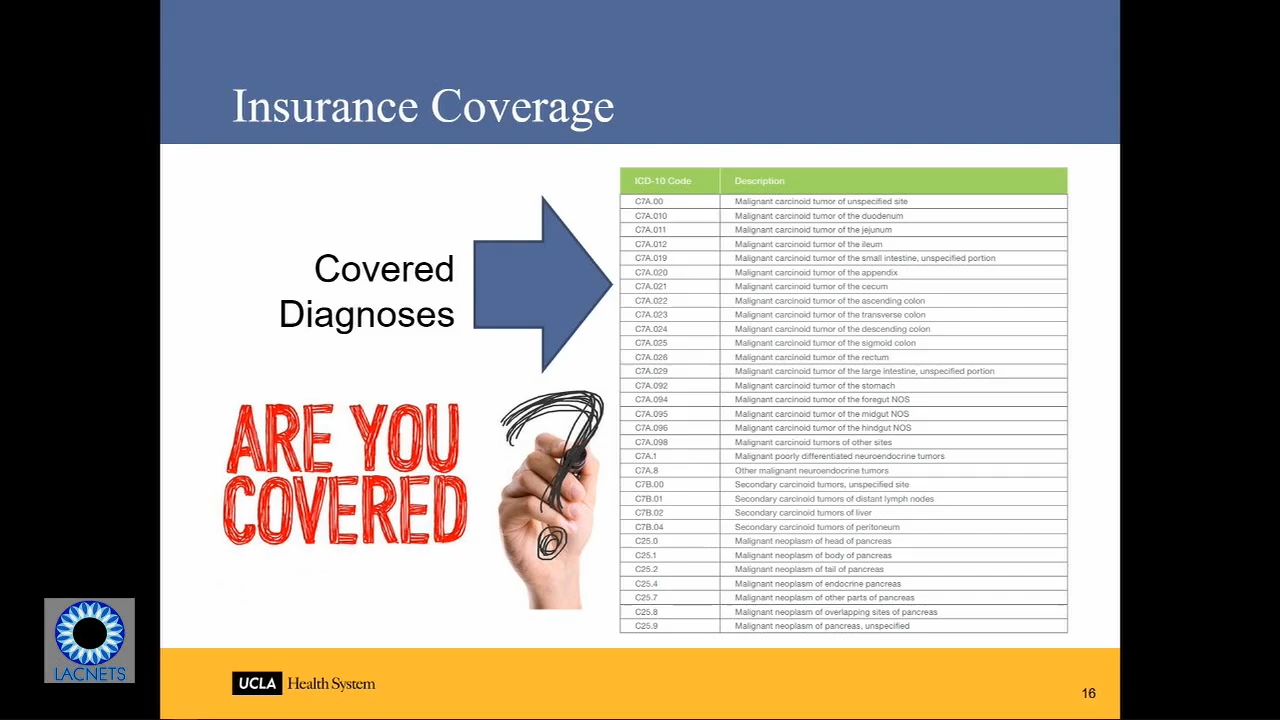 Insurance Coverage
Covered
Diagnoses
ARE YOU
COVERED
?
ICD-10 Code Description
C7A.00 Malignant carcinoid tumor of unspecified site
C7A.010 Malignant carcinoid tumor of the duodenum
C7A.011 Malignant carcinoid tumor of the jejunum
C7A.012 Malignant carcinoid tumor of the ileum
C7A.019 Malignant carcinoid tumor of the small intestine, unspecified portion
C7A.020 Malignant carcinoid tumor of the appendix
C7A.021 Malignant carcinoid tumor of the cecum
C7A.022 Malignant carcinoid tumor of the ascending colon
C7A.023 Malignant carcinoid tumor of the transverse colon
C7A.024 Malignant carcinoid tumor of the descending colon
C7A.025 Malignant carcinoid tumor of the sigmoid colon
C7A.026 Malignant carcinoid tumor of the rectum
C7A.029 Malignant carcinoid tumor of the large intestine, unspecified portion
C7A.092 Malignant carcinoid tumor of the stomach
C7A.094 Malignant carcinoid tumor of the foregut NOS
C7A.095 Malignant carcinoid tumor of the midgut NOS
C7A.096 Malignant carcinoid tumor of the hindgut NOS
C7A.098 Malignant carcinoid tumors of other sites
C7A.1 Malignant poorly differentiated neuroendocrine tumors
C7A.8 Other malignant neuroendocrine tumors
C7B.00 Secondary carcinoid tumors, unspecified site
C7B.01 Secondary carcinoid tumors of distant lymph nodes
C7B.02 Secondary carcinoid tumors of liver
C7B.04 Secondary carcinoid tumors of peritoneum
C25.0 Malignant neoplasm of head of pancreas
C25.1 Malignant neoplasm of body of pancreas
C25.2 Malignant neoplasm of tail of pancreas
C25.4 Malignant neoplasm of endocrine pancreas
C25.7 Malignant neoplasm of other parts of pancreas
C25.8 Malignant neoplasm of overlapping sites of pancreas
C25.9 Malignant neoplasm of pancreas, unspecified
LACNETS
UCLA Health System
16